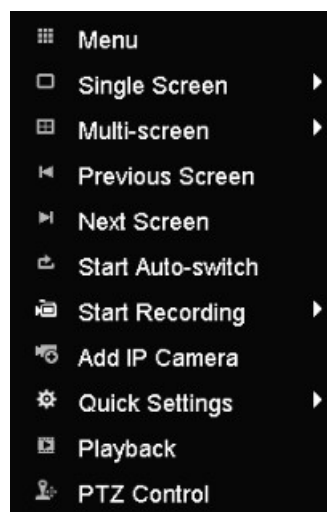 Menu
Single Screen
Multi-screen
Previous Screen
Next Screen
Start Auto-switch
Start Recording
Add IP Camera
Quick Settings
Playback
PTZ Control